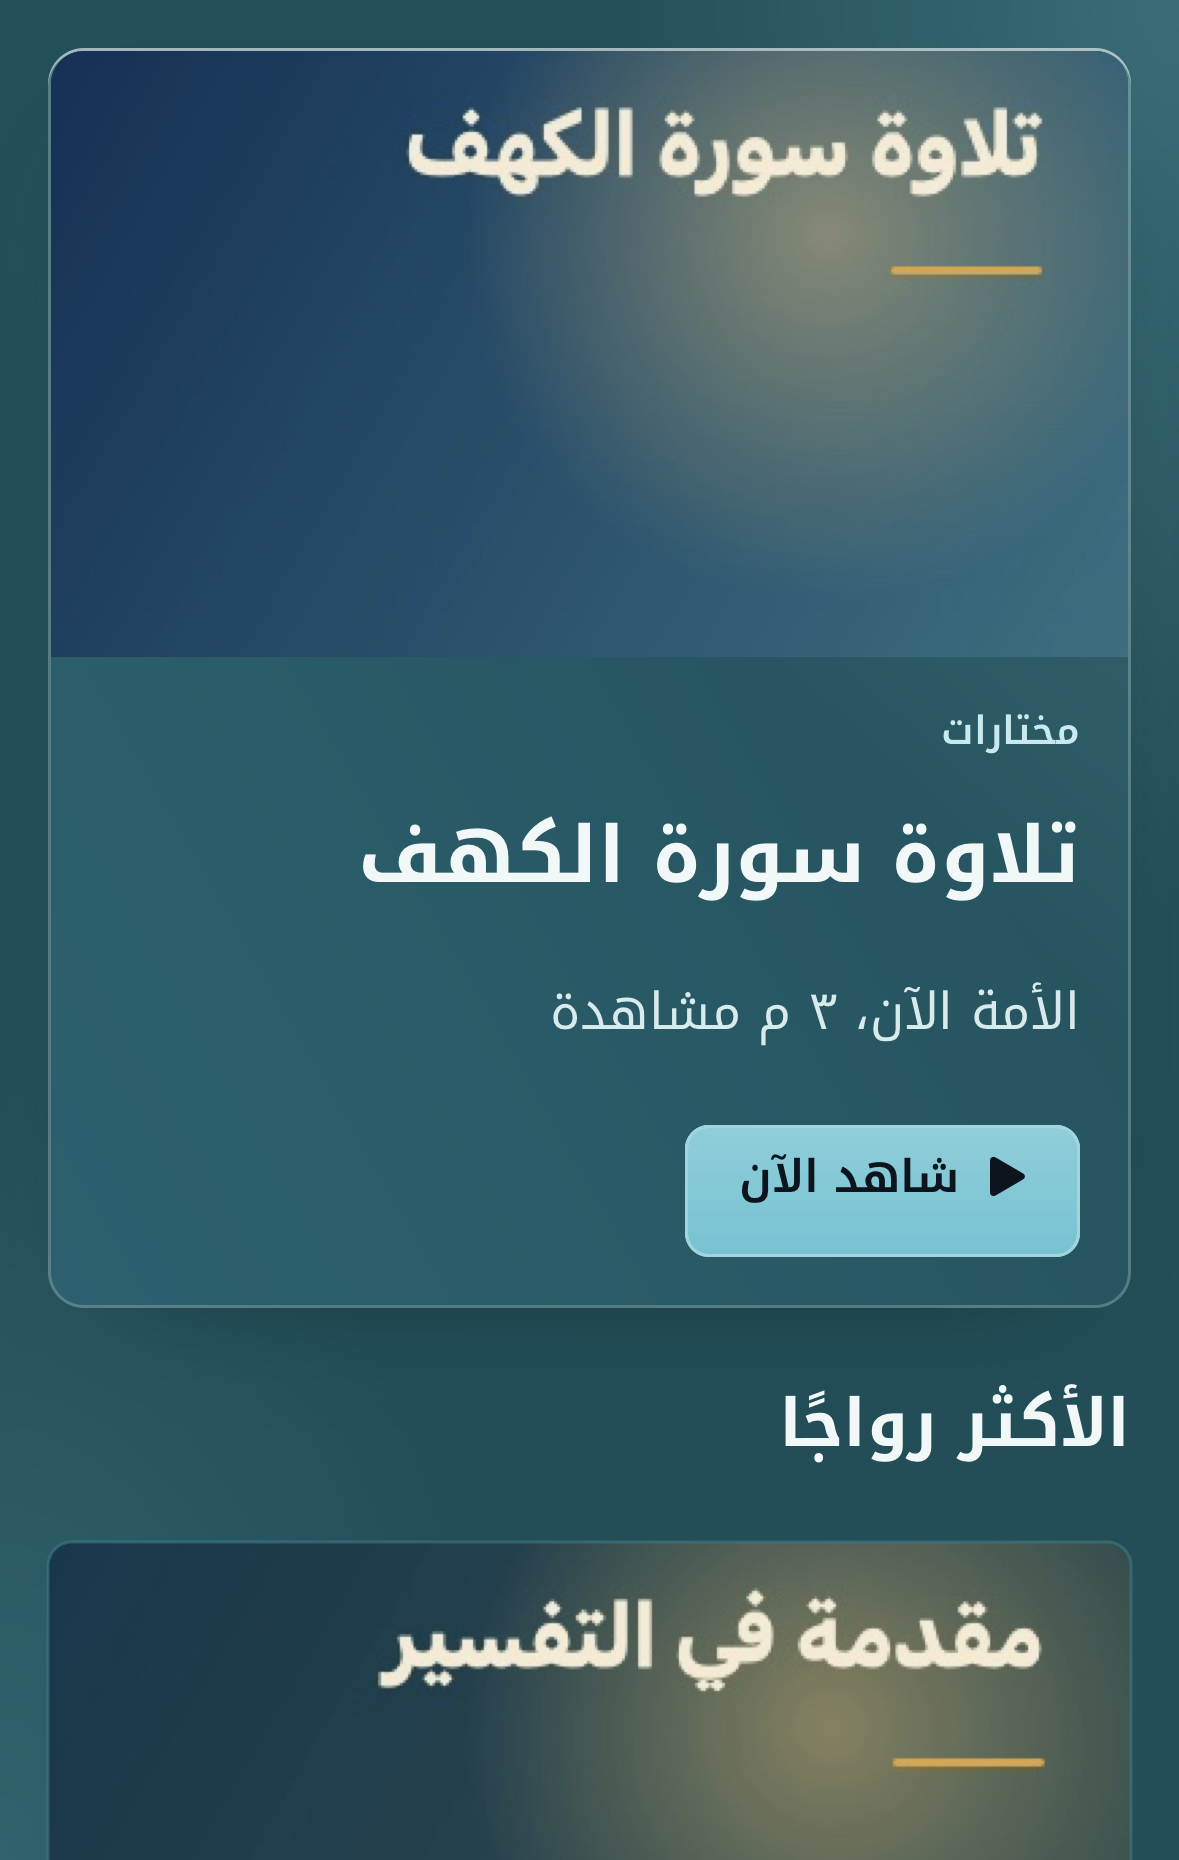 تلاوة سورة الكهف
مختارات
تلاوة سورة الكهف
الأمة الآن، ٣ م مشاهدة
شاهد الآن
الأكثر رواجًا
مقدمة في التفسير